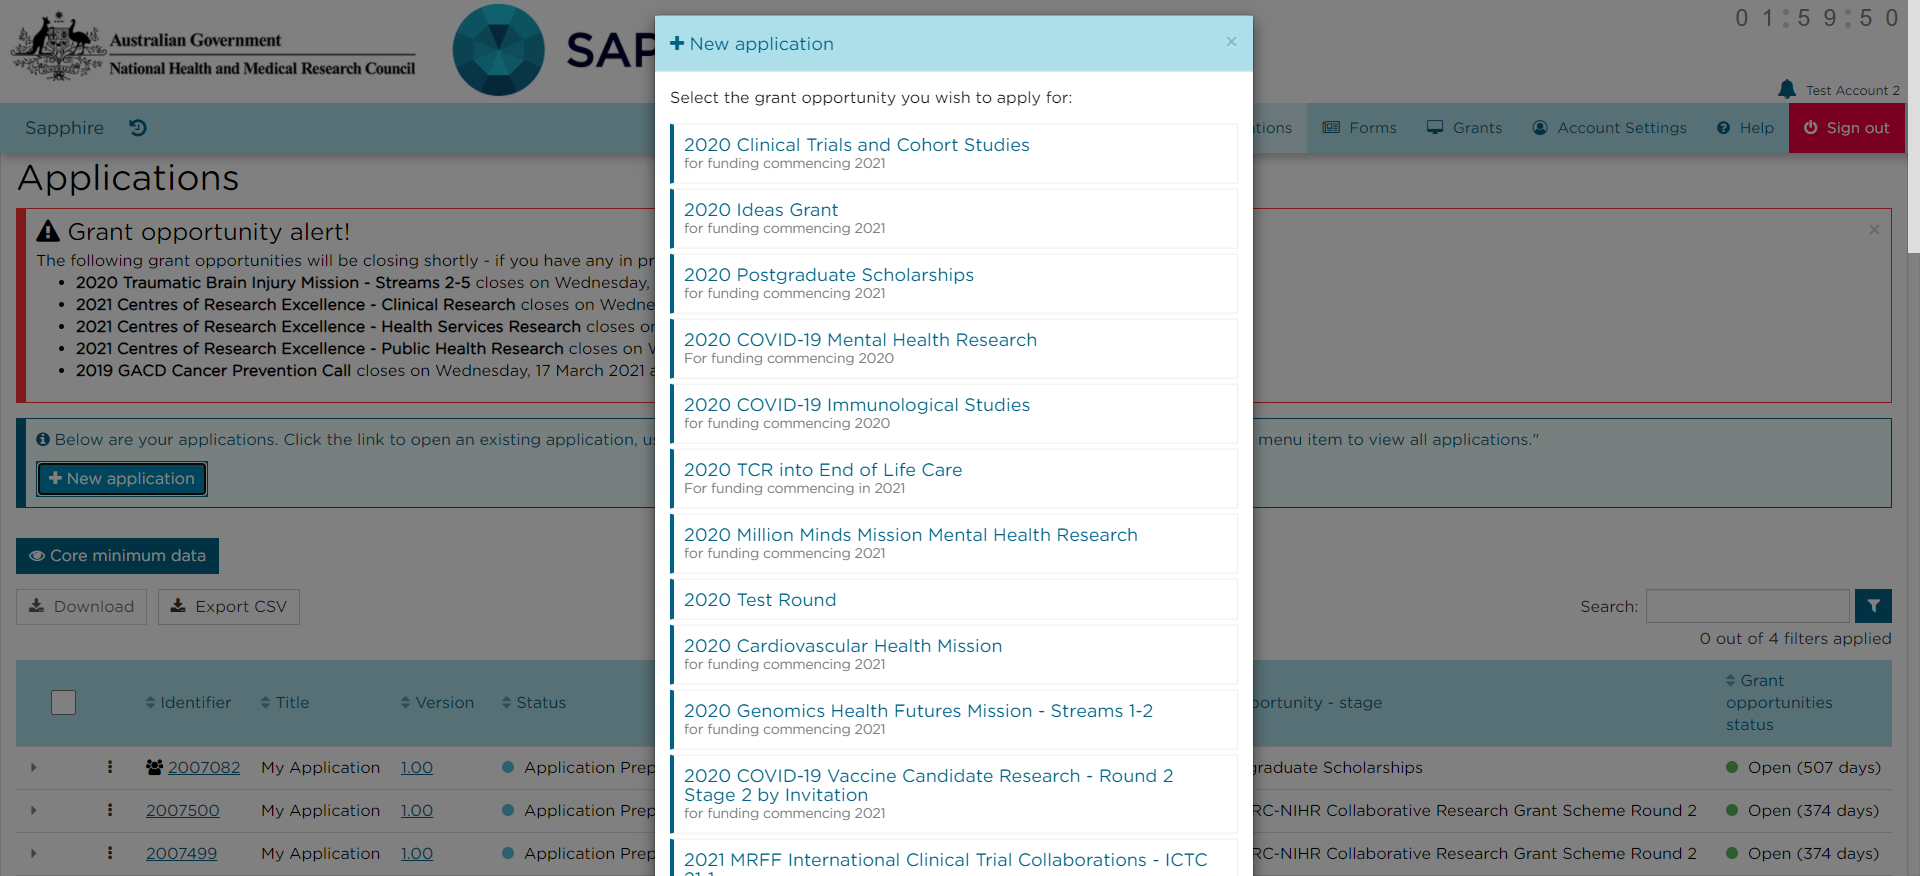 Australian Government
National Health and Medical Research Council
SAP
01:59:50
Test Account 2
Sapphire
Forms
Grants
Account Settings
Help
Sign out
Applications
Grant opportunity alert!
The following grant opportunities will be closing shortly - if you have any in
2020 Traumatic Brain Injury Mission - Streams 2-5 closes on Wednesday,
2021 Centres of Research Excellence - Clinical Research closes on
2021 Centres of Research Excellence - Health Services Research closes
2021 Centres of Research Excellence - Public Health Research closes on
2019 GACD Cancer Prevention Call closes on Wednesday, 17 March 2021
Below are your applications. Click the link to open an existing application,
menu item to view all applications."
+ New application
Core minimum data
Download
Export CSV
Search:
0 out of 4 filters applied
Identifier
Title
Version
Status
- stage
Grant
opportunities
status
2007082 My Application 1.00 Application
Scholarships Open (507 days)
2007500 My Application 1.00 Application
Collaborative Research Grant Scheme Round 2 Open (374 days)
2007499 My Application 1.00 Application
Collaborative Research Grant Scheme Round 2 Open (374 days)
+ New application
×
Select the grant opportunity you wish to apply for:
2020 Clinical Trials and Cohort Studies
for funding commencing 2021
2020 Ideas Grant
for funding commencing 2021
2020 Postgraduate Scholarships
for funding commencing 2021
2020 COVID-19 Mental Health Research
For funding commencing 2020
2020 COVID-19 Immunological Studies
for funding commencing 2020
2020 TCR into End of Life Care
For funding commencing in 2021
2020 Million Minds Mission Mental Health Research
for funding commencing 2021
2020 Test Round
2020 Cardiovascular Health Mission
for funding commencing 2021
2020 Genomics Health Futures Mission - Streams 1-2
for funding commencing 2021
2020 COVID-19 Vaccine Candidate Research - Round 2
Stage 2 by Invitation
for funding commencing 2021
2021 MRFF International Clinical Trial Collaborations - ICTC